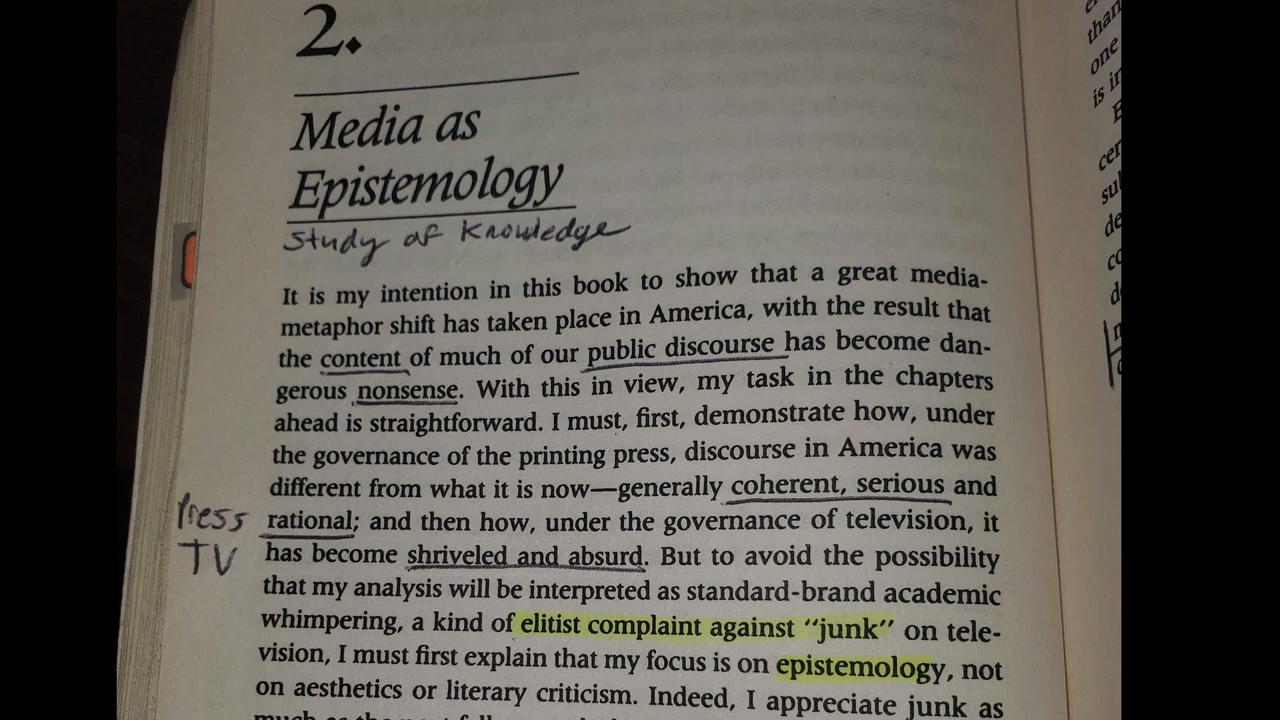 2.
Media as
Epistemology
Study of Knowledge
It is my intention in this book to show that a great media-
metaphor shift has taken place in America, with the result that
the content of much of our public discourse has become dan-
gerous nonsense. With this in view, my task in the chapters
ahead is straightforward. I must, first, demonstrate how, under
the governance of the printing press, discourse in America was
different from what it is now—generally coherent, serious and
Press
rational; and then how, under the governance of television, it
TV
has become shriveled and absurd. But to avoid the possibility
that my analysis will be interpreted as standard-brand academic
whimpering, a kind of elitist complaint against “junk” on tele-
vision, I must first explain that my focus is on epistemology, not
on aesthetics or literary criticism. Indeed, I appreciate junk as
than
one